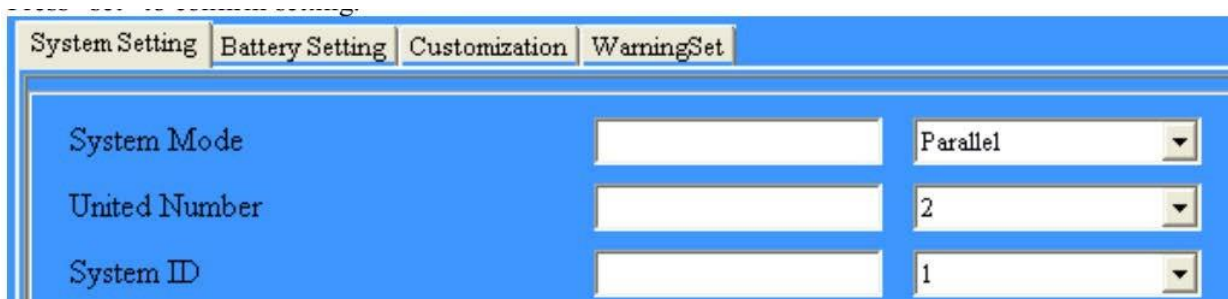 System Setting Battery Setting Customization WarningSet
System Mode Parallel
United Number 2
System ID 1